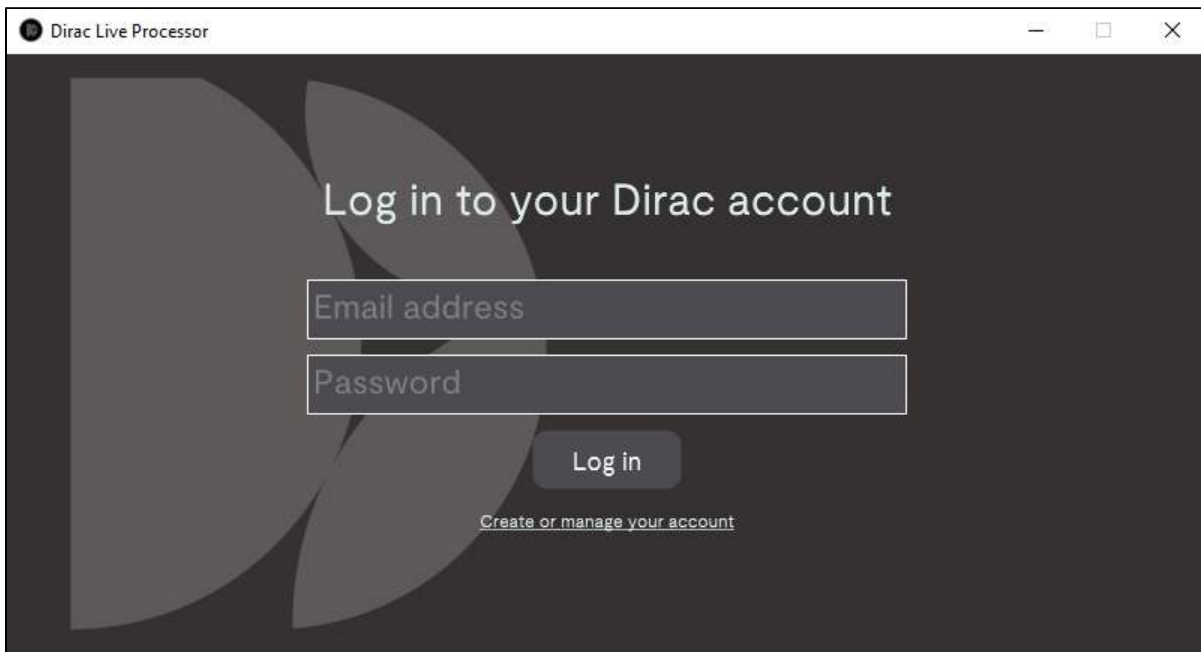 Dirac Live Processor
Log in to your Dirac account
Email address
Password
Log in
Create or manage your account